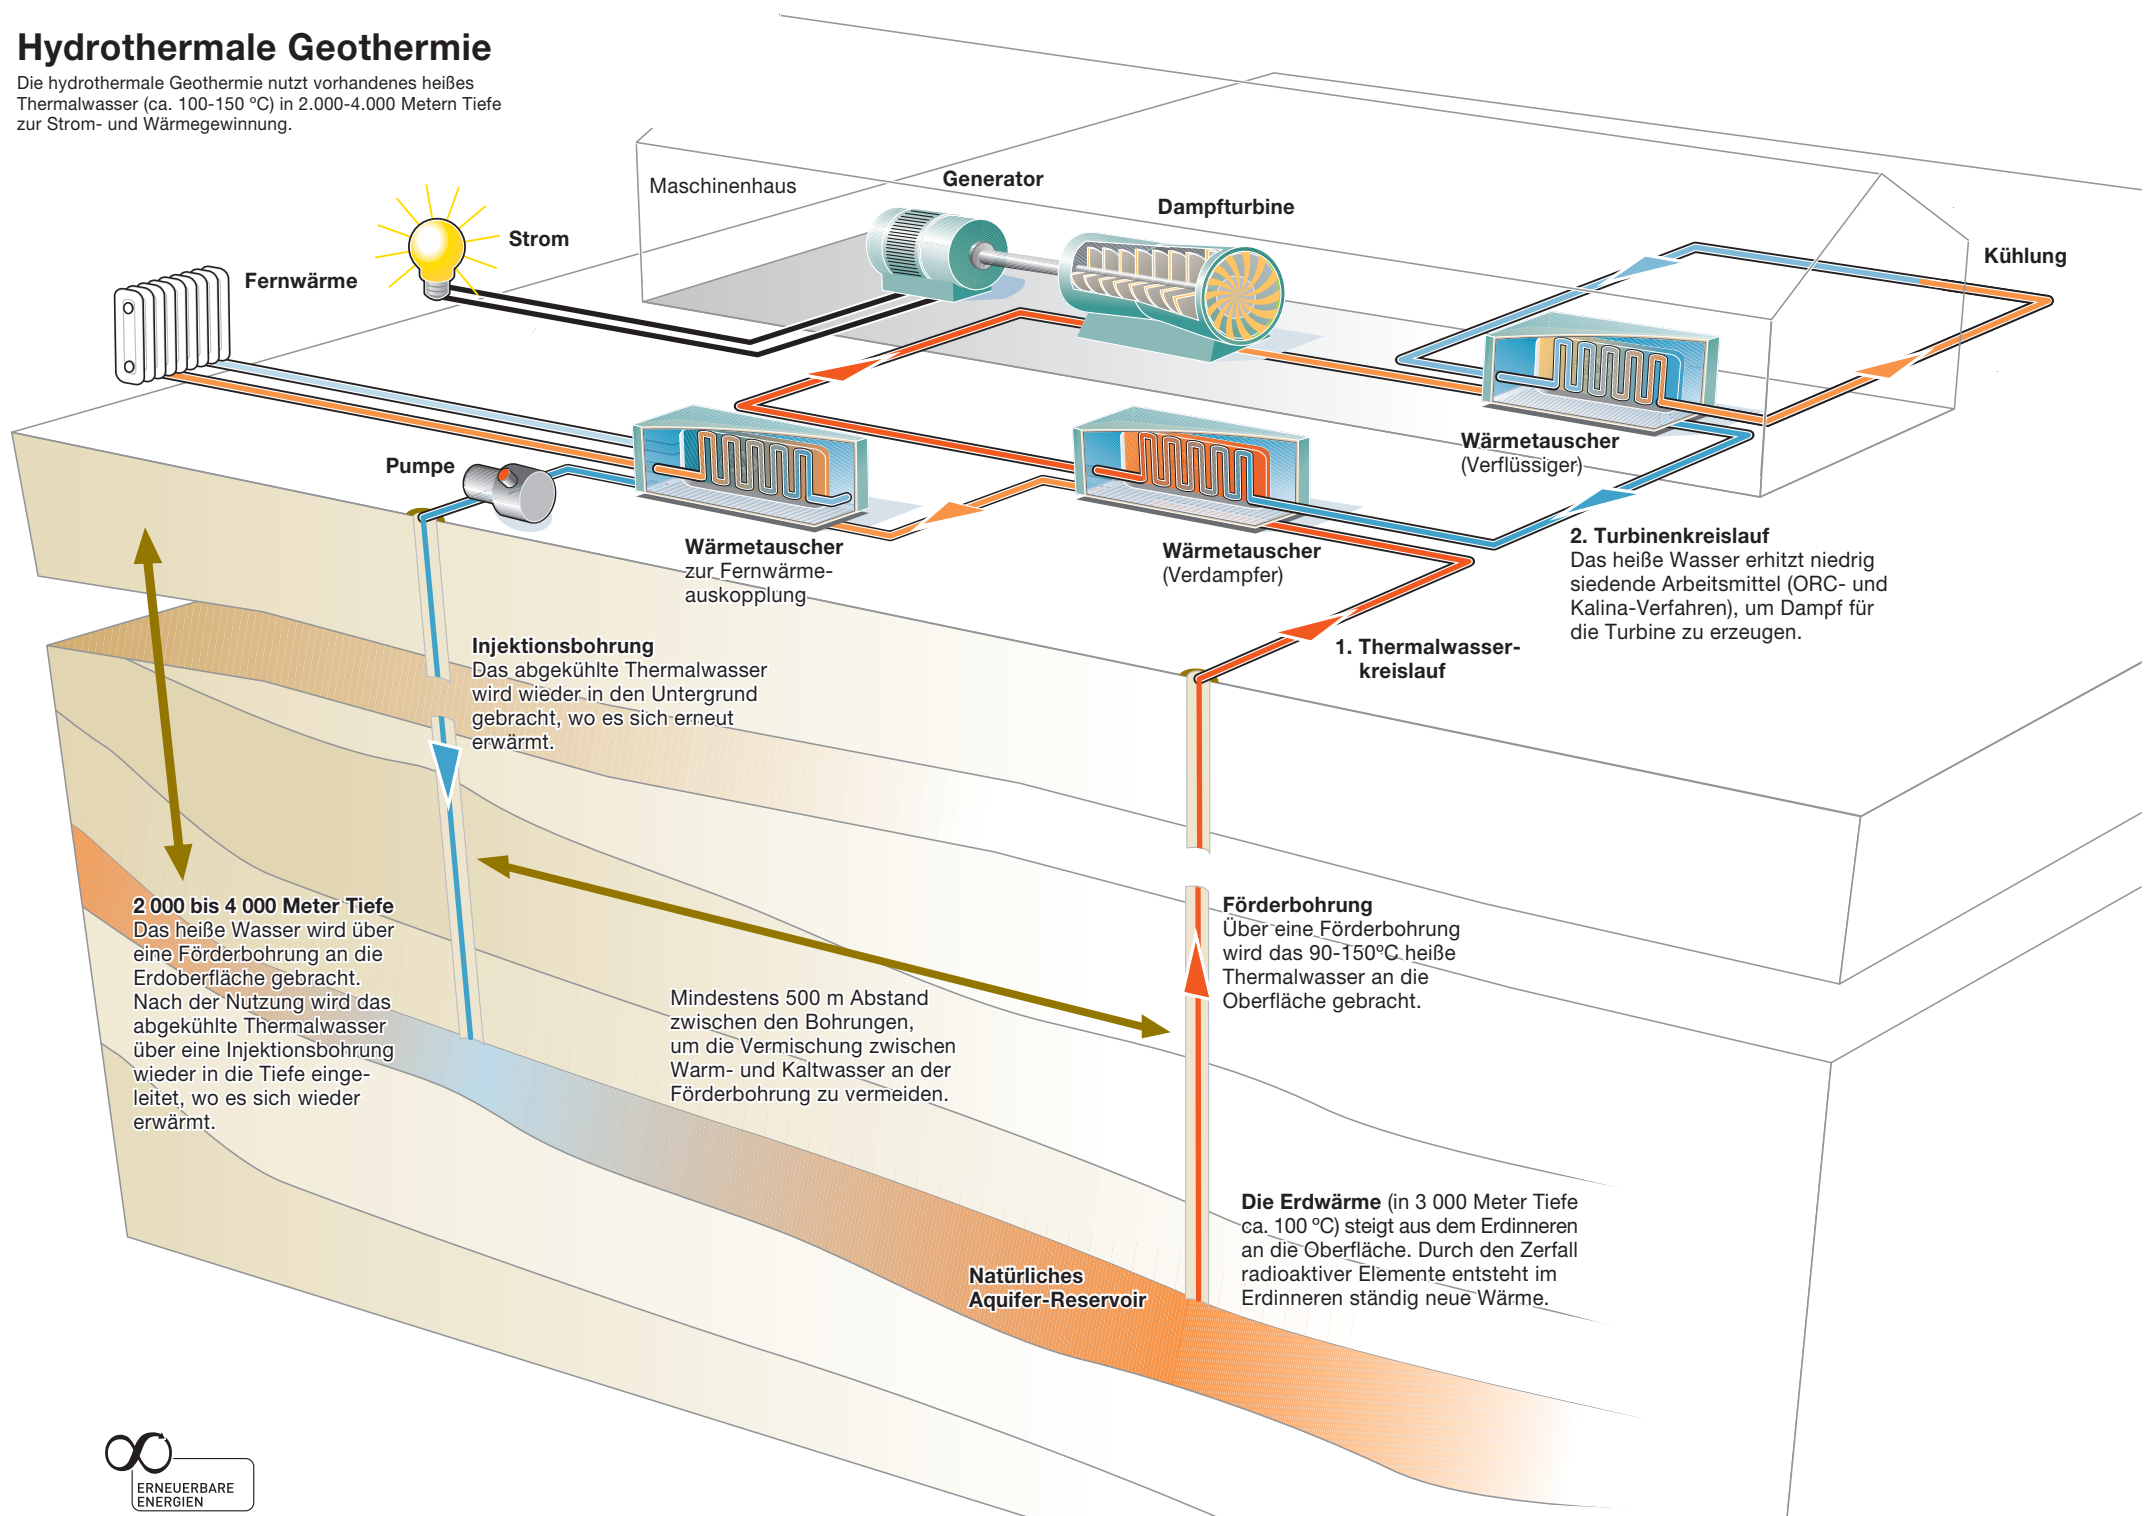 Hydrothermale Geothermie
Die hydrothermale Geothermie nutzt vorhandenes heißes
Thermalwasser (ca. 100-150 ºC) in 2.000-4.000 Metern Tiefe
zur Strom- und Wärmegewinnung.
Maschinenhaus
Generator
Dampfturbine
Strom
Fernwärme
Kühlung
Pumpe
Wärmetauscher
(Verflüssiger)
Wärmetauscher
zur Fernwärme-
auskopplung
Wärmetauscher
(Verdampfer)
2. Turbinenkreislauf
Das heiße Wasser erhitzt niedrig
siedende Arbeitsmittel (ORC- und
Kalina-Verfahren), um Dampf für
die Turbine zu erzeugen.
1. Thermalwasser-
kreislauf
Injektionsbohrung
Das abgekühlte Thermalwasser
wird wieder in den Untergrund
gebracht, wo es sich erneut
erwärmt.
2 000 bis 4 000 Meter Tiefe
Das heiße Wasser wird über
eine Förderbohrung an die
Erdoberfläche gebracht.
Nach der Nutzung wird das
abgekühlte Thermalwasser
über eine Injektionsbohrung
wieder in die Tiefe einge-
leitet, wo es sich wieder
erwärmt.
Mindestens 500 m Abstand
zwischen den Bohrungen,
um die Vermischung zwischen
Warm- und Kaltwasser an der
Förderbohrung zu vermeiden.
Förderbohrung
Über eine Förderbohrung
wird das 90-150ºC heiße
Thermalwasser an die
Oberfläche gebracht.
Die Erdwärme (in 3 000 Meter Tiefe
ca. 100 ºC) steigt aus dem Erdinneren
an die Oberfläche. Durch den Zerfall
radioaktiver Elemente entsteht im
Erdinneren ständig neue Wärme.
Natürliches
Aquifer-Reservoir
ERNEUERBARE
ENERGIEN